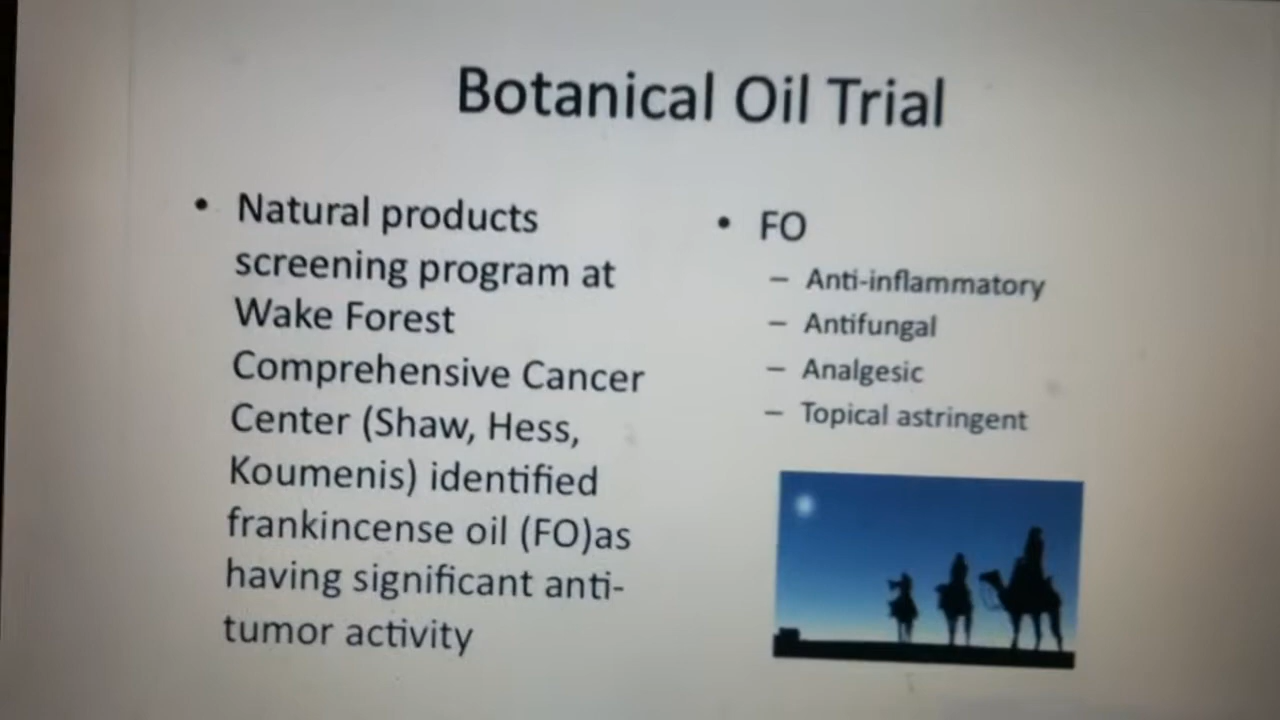 Botanical Oil Trial
• Natural products
screening program at
Wake Forest
Comprehensive Cancer
Center (Shaw, Hess,
Koumenis) identified
frankincense oil (FO)as
having significant anti-
tumor activity
• FO
– Anti-inflammatory
– Antifungal
– Analgesic
– Topical astringent